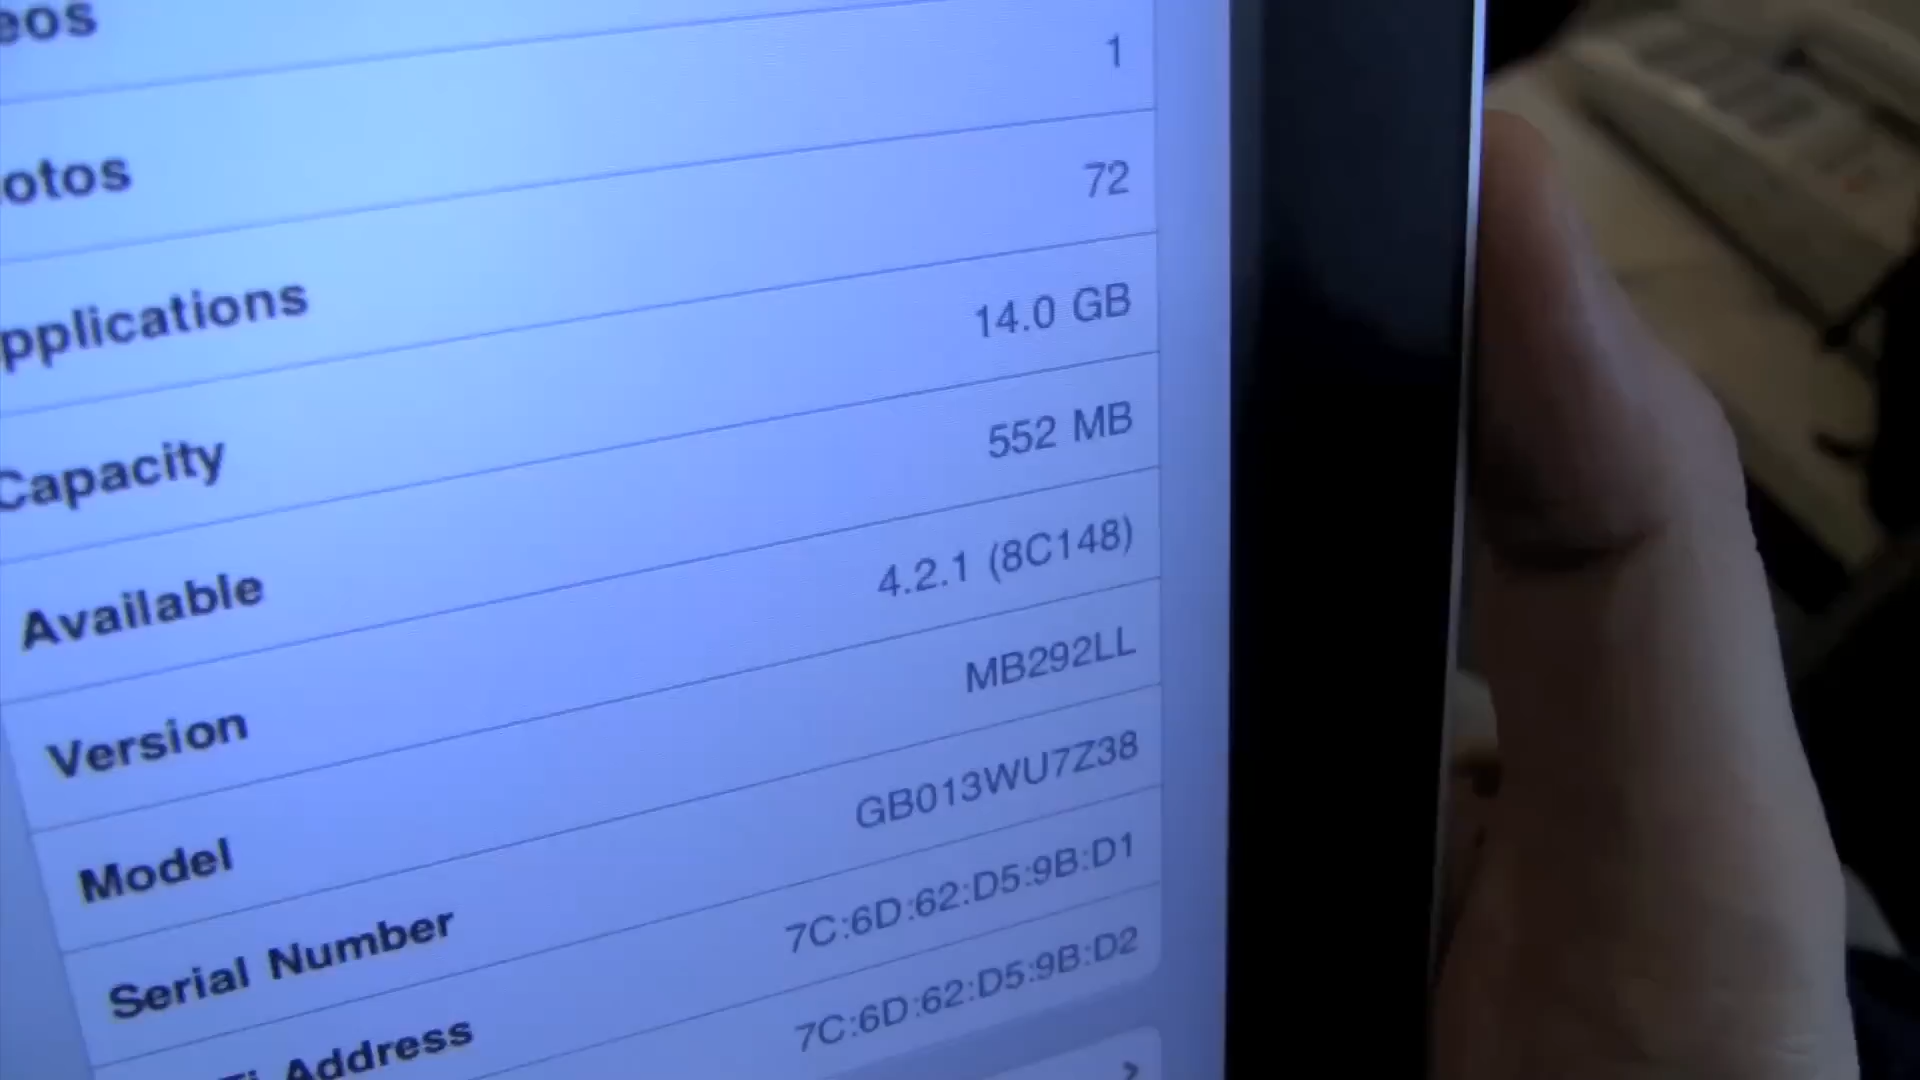 eos
otos 1
pplications 72
Capacity 14.0 GB
Available 552 MB
Version 4.2.1 (8C148)
Model MB292LL
Serial Number GB013WU7Z38
Address 7C:6D:62:D5:9B:D1
7C:6D:62:D5:9B:D2